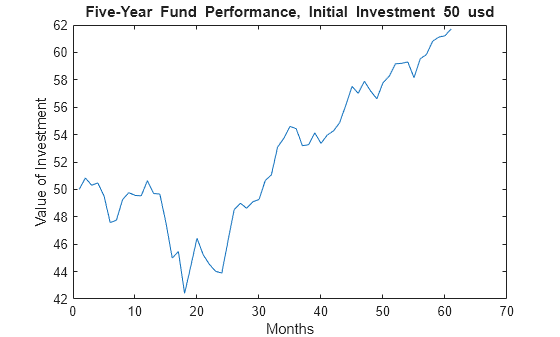 Five-Year Fund Performance, Initial Investment 50 usd
62
60
58
56
54
52
50
48
46
44
42
Value of Investment
0 10 20 30 40 50 60 70
Months